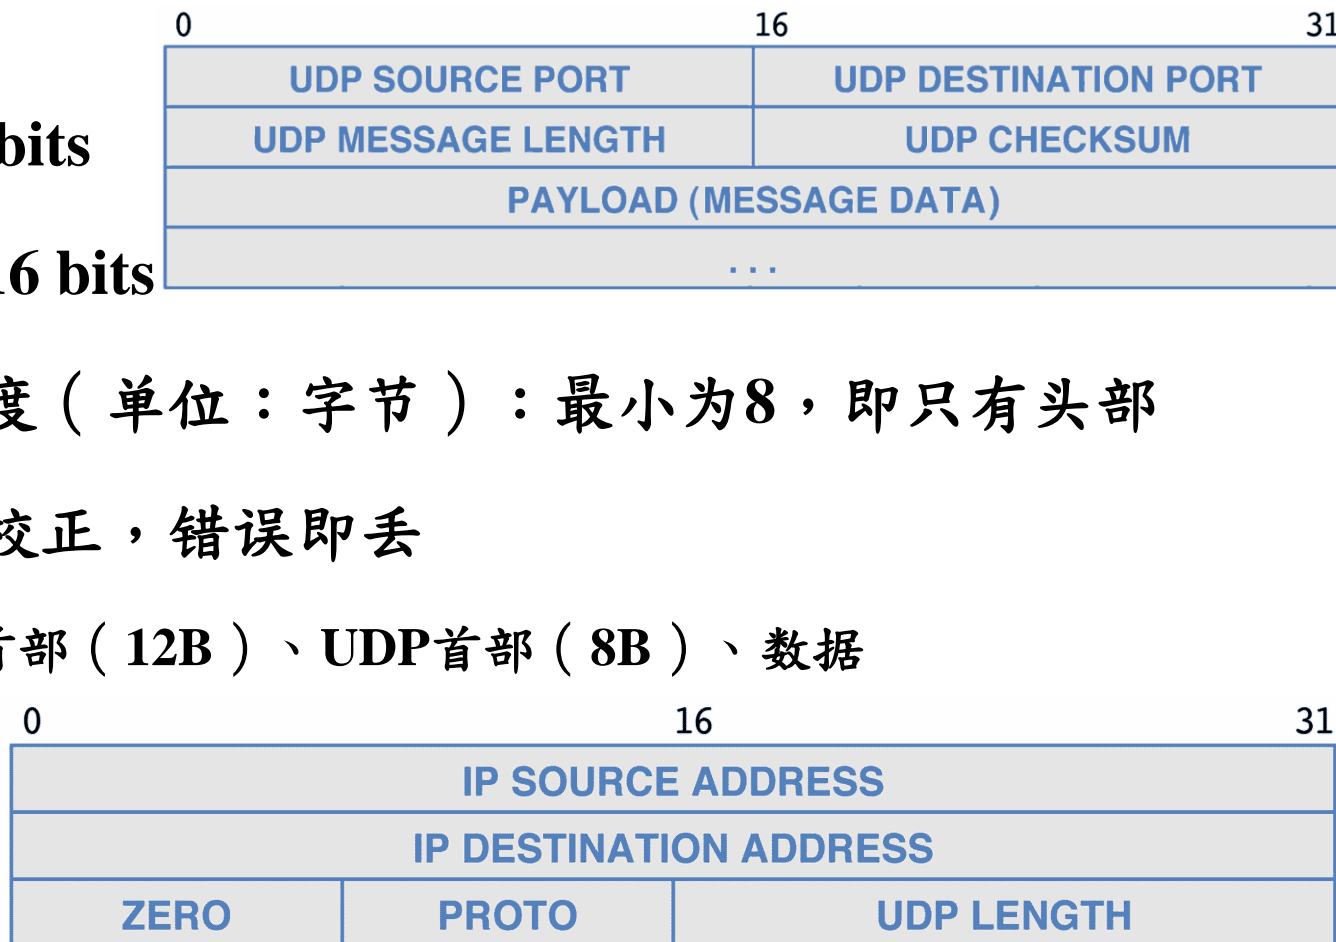 0 16 31
UDP SOURCE PORT UDP DESTINATION PORT
bits
UDP MESSAGE LENGTH UDP CHECKSUM
PAYLOAD (MESSAGE DATA)
16 bits
...
度（单位：字节）：最小为8，即只有头部
校正，错误即丢
首部（12B）、UDP首部（8B）、数据
0 16 31
IP SOURCE ADDRESS
IP DESTINATION ADDRESS
ZERO PROTO UDP LENGTH